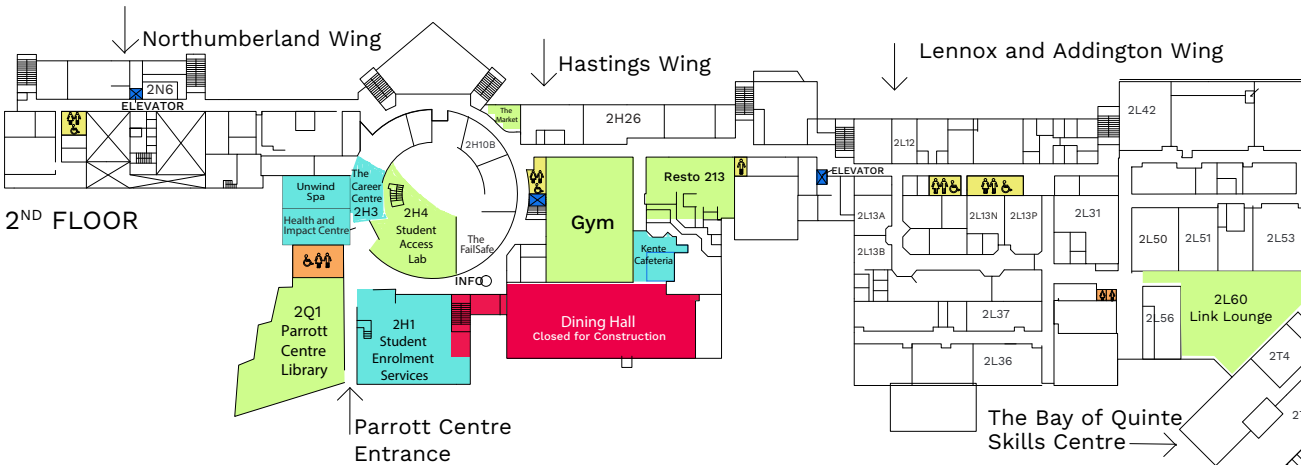 Northumberland Wing
Hastings Wing
Lennox and Addington Wing
2N6
ELEVATOR
The
Market
2H26
2H10B
2L12
2L42
Unwind
Spa
The
Career
Centre
2H3
Health and
Impact Centre
2H4
Student
Access
Lab
The
FailSafe
INFO
Gym
Resto 213
Kente
Cafeteria
ELEVATOR
2L13A
2L13B
2L13N
2L13P
2L31
2L50
2L51
2L53
2ND FLOOR
2Q1
Parrott
Centre
Library
2H1
Student
Enrolment
Services
Dining Hall
Closed for Construction
2L37
2L36
2L56
2L60
Link Lounge
2T4
Parrott Centre
Entrance
The Bay of Quinte
Skills Centre